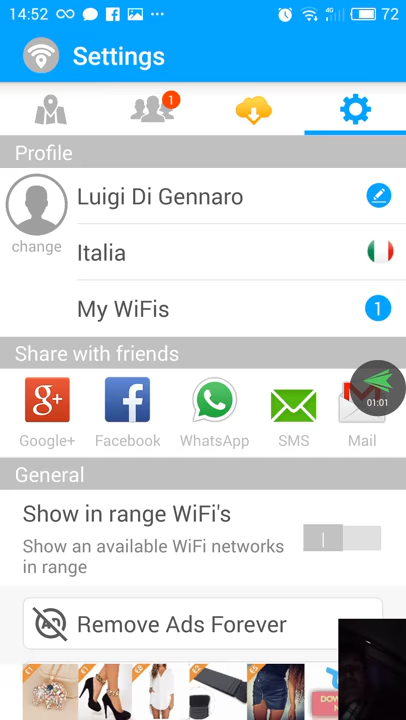 14:52 4G 72
Settings
1
Profile
Luigi Di Gennaro
change
Italia
My WiFis 1
Share with friends
g+
01:01
Google+ Facebook WhatsApp SMS Mail
General
Show in range WiFi's
Show an available WiFi networks
in range
AD Remove Ads Forever